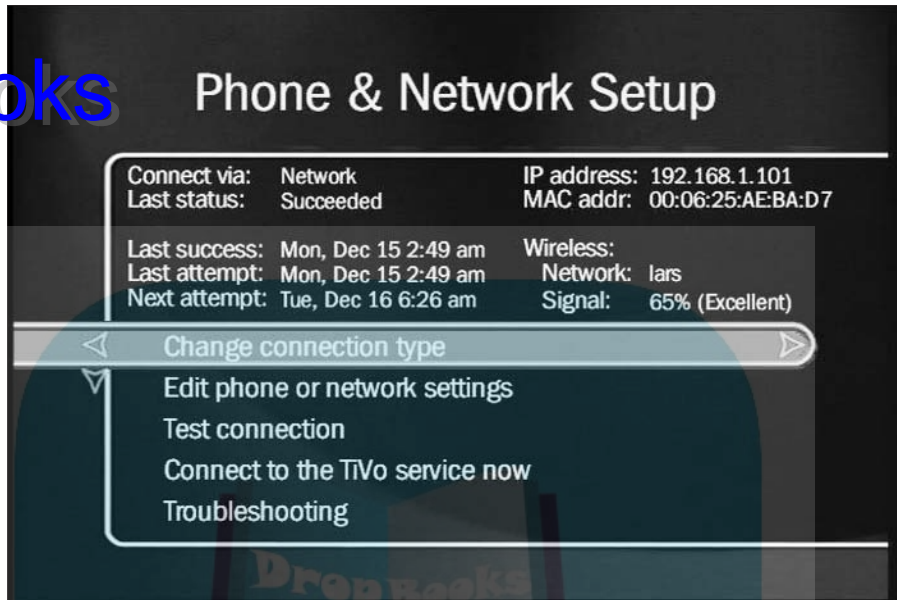 oks
Phone & Network Setup
Connect via: Network IP address: 192.168.1.101
Last status: Succeeded MAC addr: 00:06:25:AE:BA:D7
Last success: Mon, Dec 15 2:49 am Wireless:
Last attempt: Mon, Dec 15 2:49 am Network: lars
Next attempt: Tue, Dec 16 6:26 am Signal: 65% (Excellent)
Change connection type
Edit phone or network settings
Test connection
Connect to the TiVo service now
Troubleshooting
DropBooks